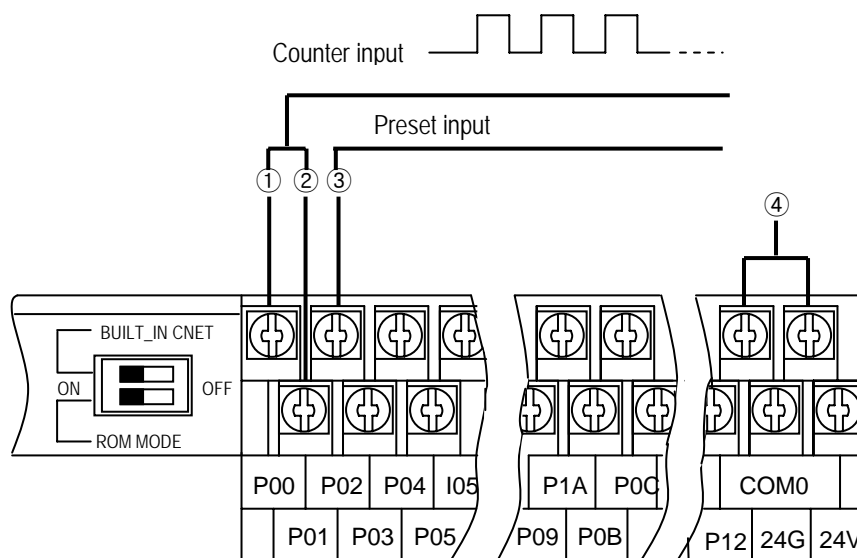 Counter input
Preset input
① ② ③
④
BUILT_IN CNET
ON OFF
ROM MODE
P00 P02 P04 I05 P1A P0C COM0
P01 P03 P05 P09 P0B P12 24G 24V